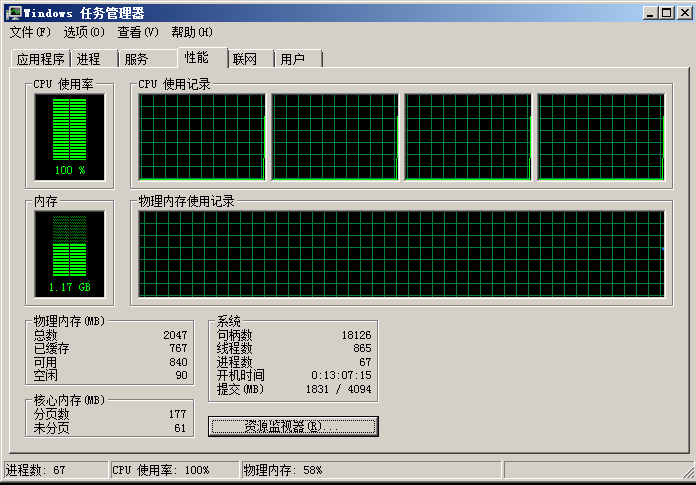 Windows 任务管理器
文件(F) 选项(O) 查看(V) 帮助(H)
应用程序 进程 服务 性能 联网 用户
CPU 使用率
CPU 使用记录
100 %
内存
物理内存使用记录
1.17 GB
物理内存(MB)
总数 2047
已缓存 767
可用 840
空闲 90
核心内存(MB)
分页数 177
未分页 61
系统
句柄数 18126
线程数 865
进程数 67
开机时间 0:13:07:15
提交(MB) 1831 / 4094
资源监视器(R)...
进程数: 67 CPU 使用率: 100% 物理内存: 58%